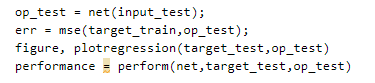 op_test = net(input_test);
err = mse(target_train,op_test);
figure, plotregression(target_test,op_test)
performance = perform(net,target_test,op_test)